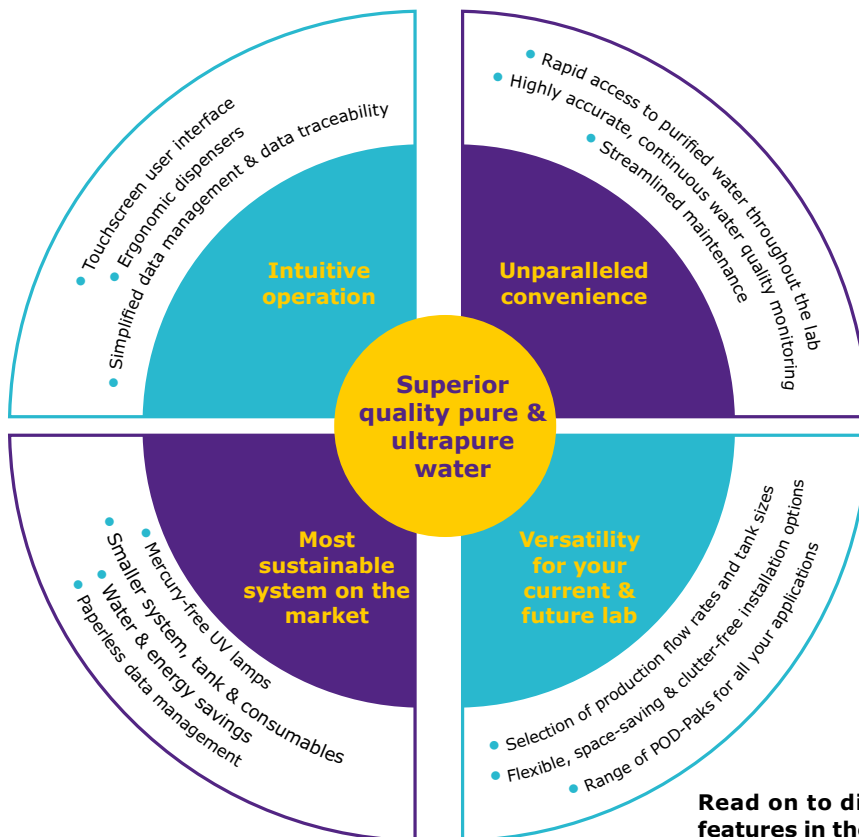 Touchscreen user interface
Ergonomic dispensers
Simplified data management & data traceability
Intuitive
operation
Rapid access to purified water throughout the lab
Highly accurate, continuous water quality monitoring
Streamlined maintenance
Unparalleled
convenience
Superior
quality pure &
ultrapure
water
Most
sustainable
system on the
market
Mercury-free UV lamps
Smaller system, tank & consumables
Water & energy savings
Paperless data management
Versatility
for your
current &
future lab
Selection of production flow rates and tank sizes
Flexible, space-saving & clutter-free installation options
Range of POD-Paks for all your applications
Read on to di
features in the